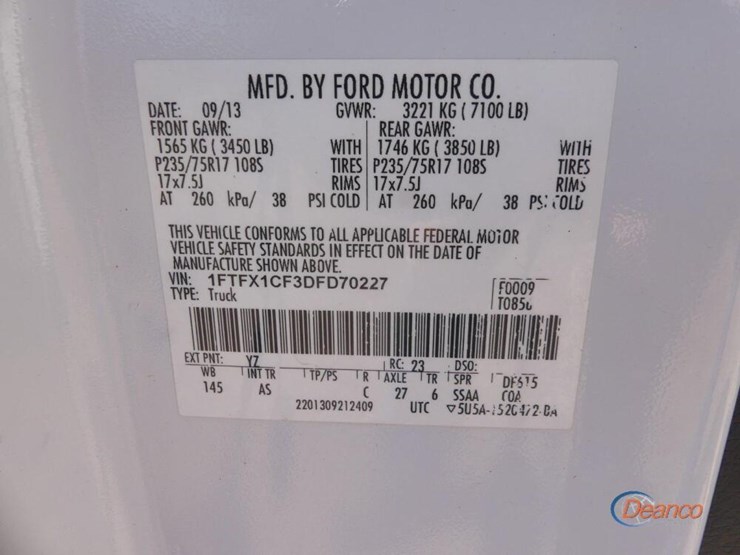 MFD. BY FORD MOTOR CO.
DATE: 09/13 GVWR: 3221 KG ( 7100 LB)
FRONT GAWR: REAR GAWR:
1565 KG ( 3450 LB) WITH 1746 KG ( 3850 LB) WITH
P235/75R17 108S TIRES P235/75R17 108S TIRES
17x7.5J RIMS 17x7.5J RIMS
AT 260 kPa/ 38 PSI COLD AT 260 kPa/ 38 PSI COLD
THIS VEHICLE CONFORMS TO ALL APPLICABLE FEDERAL MOTOR
VEHICLE SAFETY STANDARDS IN EFFECT ON THE DATE OF
MANUFACTURE SHOWN ABOVE.
VIN: 1FTFX1CF3DFD70227 F0009
TYPE: Truck
EXT PNT: YZ RC: 23 DSO:
WB INT TR TP/PS R AXLE TR SPR
145 AS C 27 6 SSAA
2201309212409 UTC
Deanco